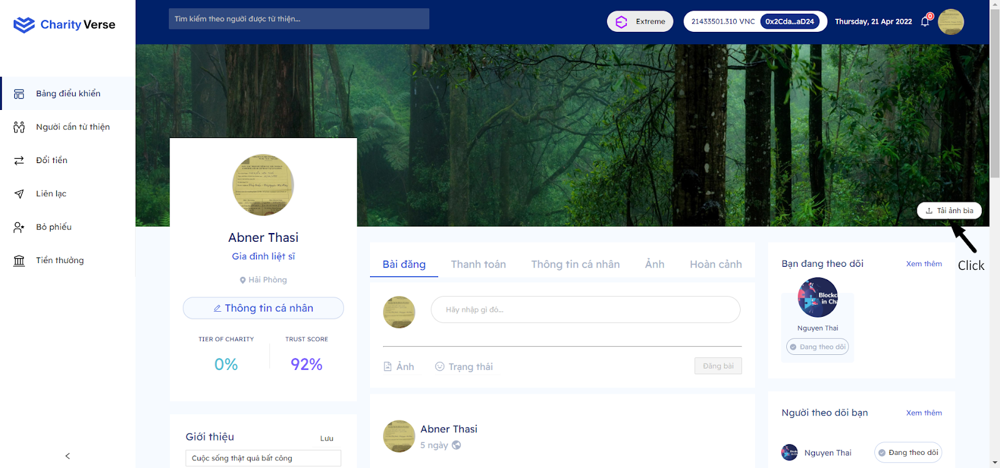 Charity Verse
Tìm kiếm theo người được từ thiện...
Extreme
21433501.310 VNC
0x2Cda...aD24
Thursday, 21 Apr 2022
0
Bảng điều khiển
Người cần từ thiện
Đổi tiền
Liên lạc
Bỏ phiếu
Tiền thưởng
Tải ảnh bìa
Click
Abner Thasi
Gia đình liệt sĩ
Hải Phòng
Thông tin cá nhân
TIER OF CHARITY
0%
TRUST SCORE
92%
Giới thiệu
Lưu
Cuộc sống thật quá bất công
Bài đăng
Thanh toán
Thông tin cá nhân
Ảnh
Hoàn cảnh
Hãy nhập gì đó...
Ảnh
Trạng thái
Đăng bài
Abner Thasi
5 ngày
Bạn đang theo dõi
Xem thêm
Blockc
in Cha
Nguyen Thai
Đang theo dõi
Người theo dõi bạn
Xem thêm
Nguyen Thai
Đang theo dõi